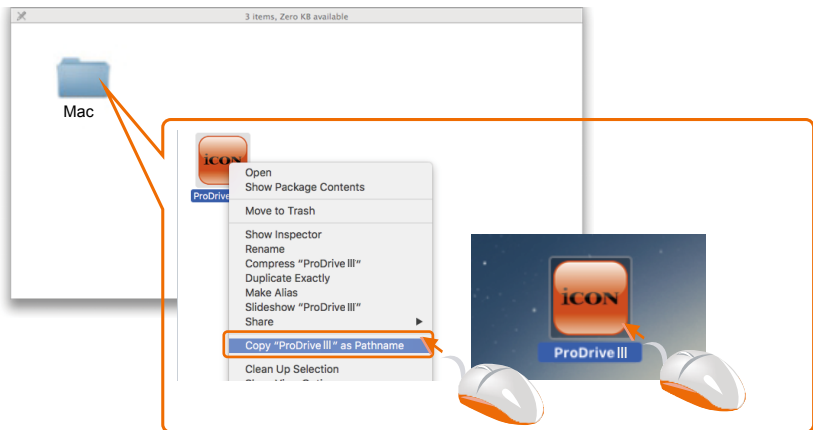 3 items, Zero KB available
Mac
iCON
ProDrive
Open
Show Package Contents
Move to Trash
Show Inspector
Rename
Compress “ProDrive III”
Duplicate Exactly
Make Alias
Slideshow “ProDrive III”
Share
Copy “ProDrive III” as Pathname
Clean Up Selection
iCON
ProDrive III